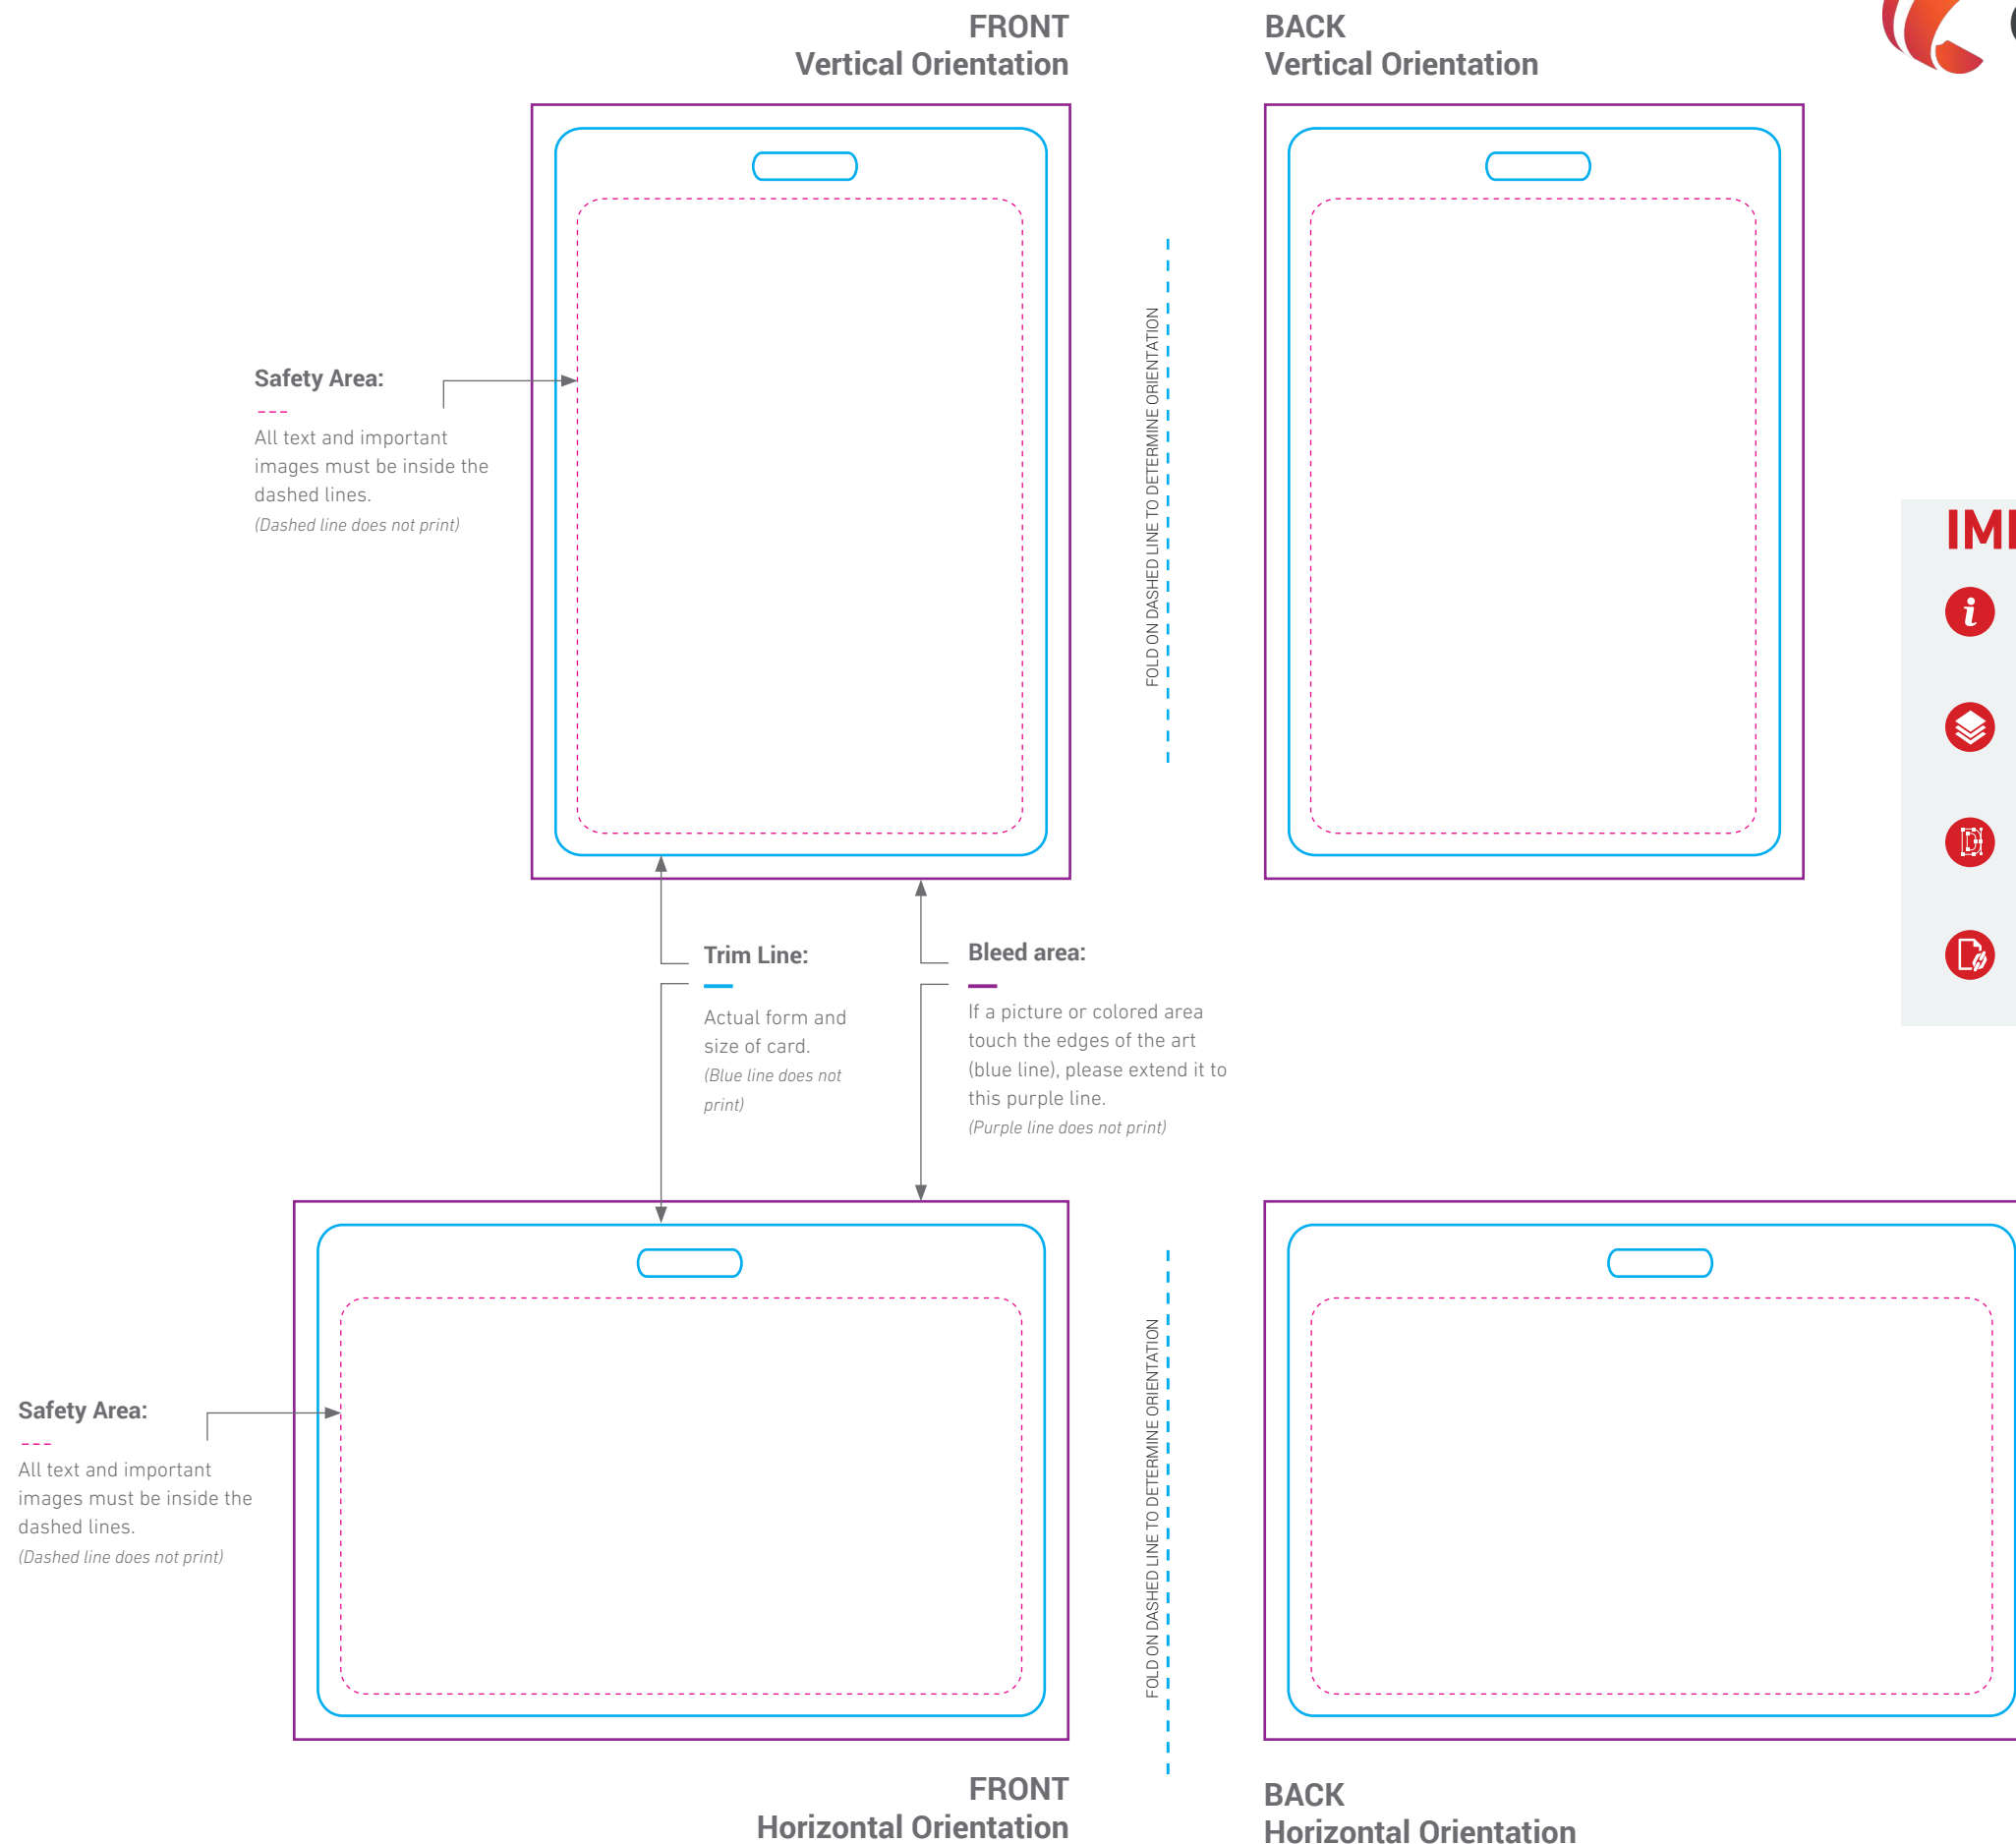 FRONT
Vertical Orientation
BACK
Vertical Orientation
Safety Area:
All text and important
images must be inside the
dashed lines.
(Dashed line does not print)
FOLD ON DASHED LINE TO DETERMINE ORIENTATION
Trim Line:
Actual form and
size of card.
(Blue line does not
print)
Bleed area:
If a picture or colored area
touch the edges of the art
(blue line), please extend it to
this purple line.
(Purple line does not print)
Safety Area:
All text and important
images must be inside the
dashed lines.
(Dashed line does not print)
FOLD ON DASHED LINE TO DETERMINE ORIENTATION
FRONT
Horizontal Orientation
BACK
Horizontal Orientation